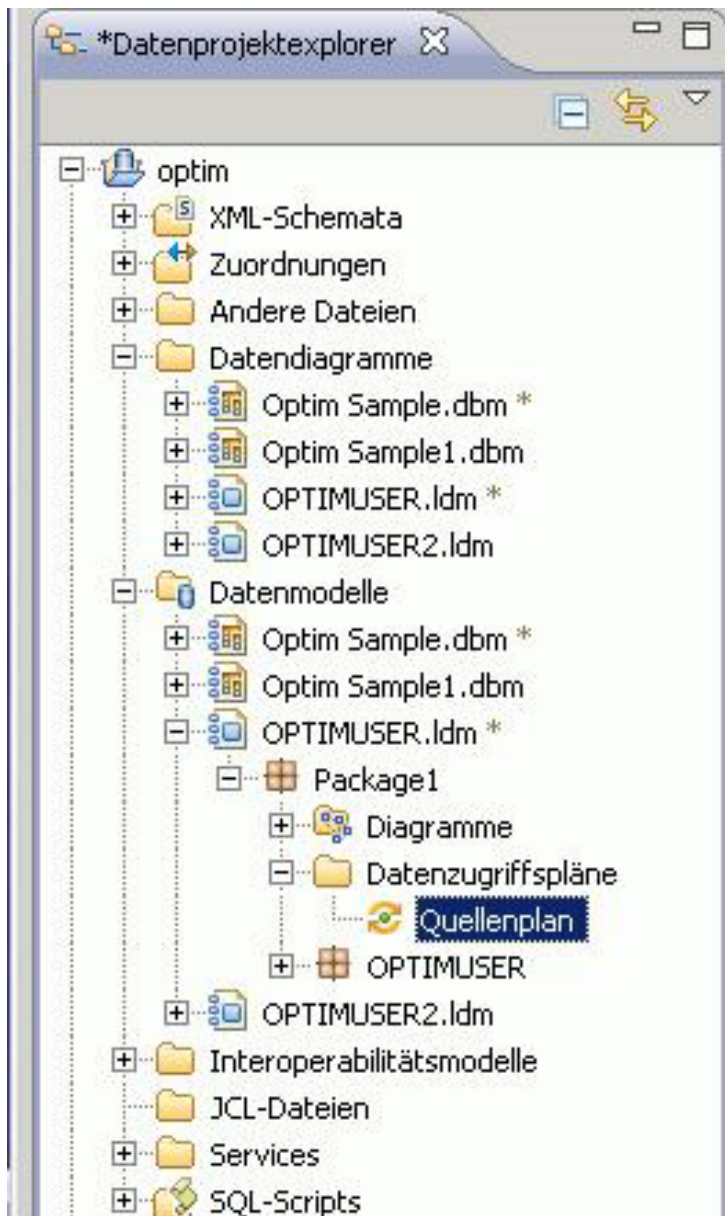 *Datenprojektexplorer
optim
XML-Schemata
Zuordnungen
Andere Dateien
Datendiagramme
Optim Sample.dbm *
Optim Sample1.dbm
OPTIMUSER.ldm *
OPTIMUSER2.ldm
Datenmodelle
Optim Sample.dbm *
Optim Sample1.dbm
OPTIMUSER.ldm *
Package1
Diagramme
Datenzugriffspläne
Quellenplan
OPTIMUSER
OPTIMUSER2.ldm
Interoperabilitätsmodelle
JCL-Dateien
Services
SQL-Scripts